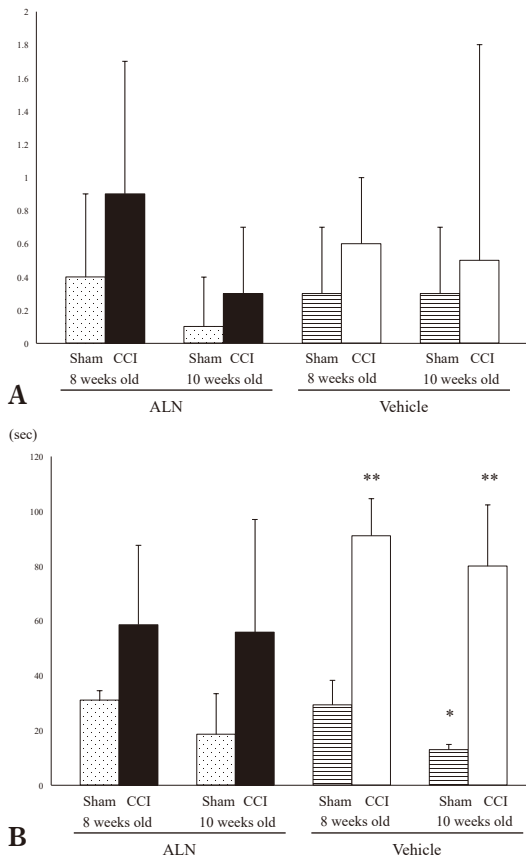 2
1.8
1.6
1.4
1.2
1
0.8
0.6
0.4
0.2
0
Sham CCI Sham CCI Sham CCI Sham CCI
8 weeks old 10 weeks old 8 weeks old 10 weeks old
A ALN Vehicle
(sec)
120
100
80
60
40
20
0
** **
*
Sham CCI Sham CCI Sham CCI Sham CCI
8 weeks old 10 weeks old 8 weeks old 10 weeks old
B ALN Vehicle